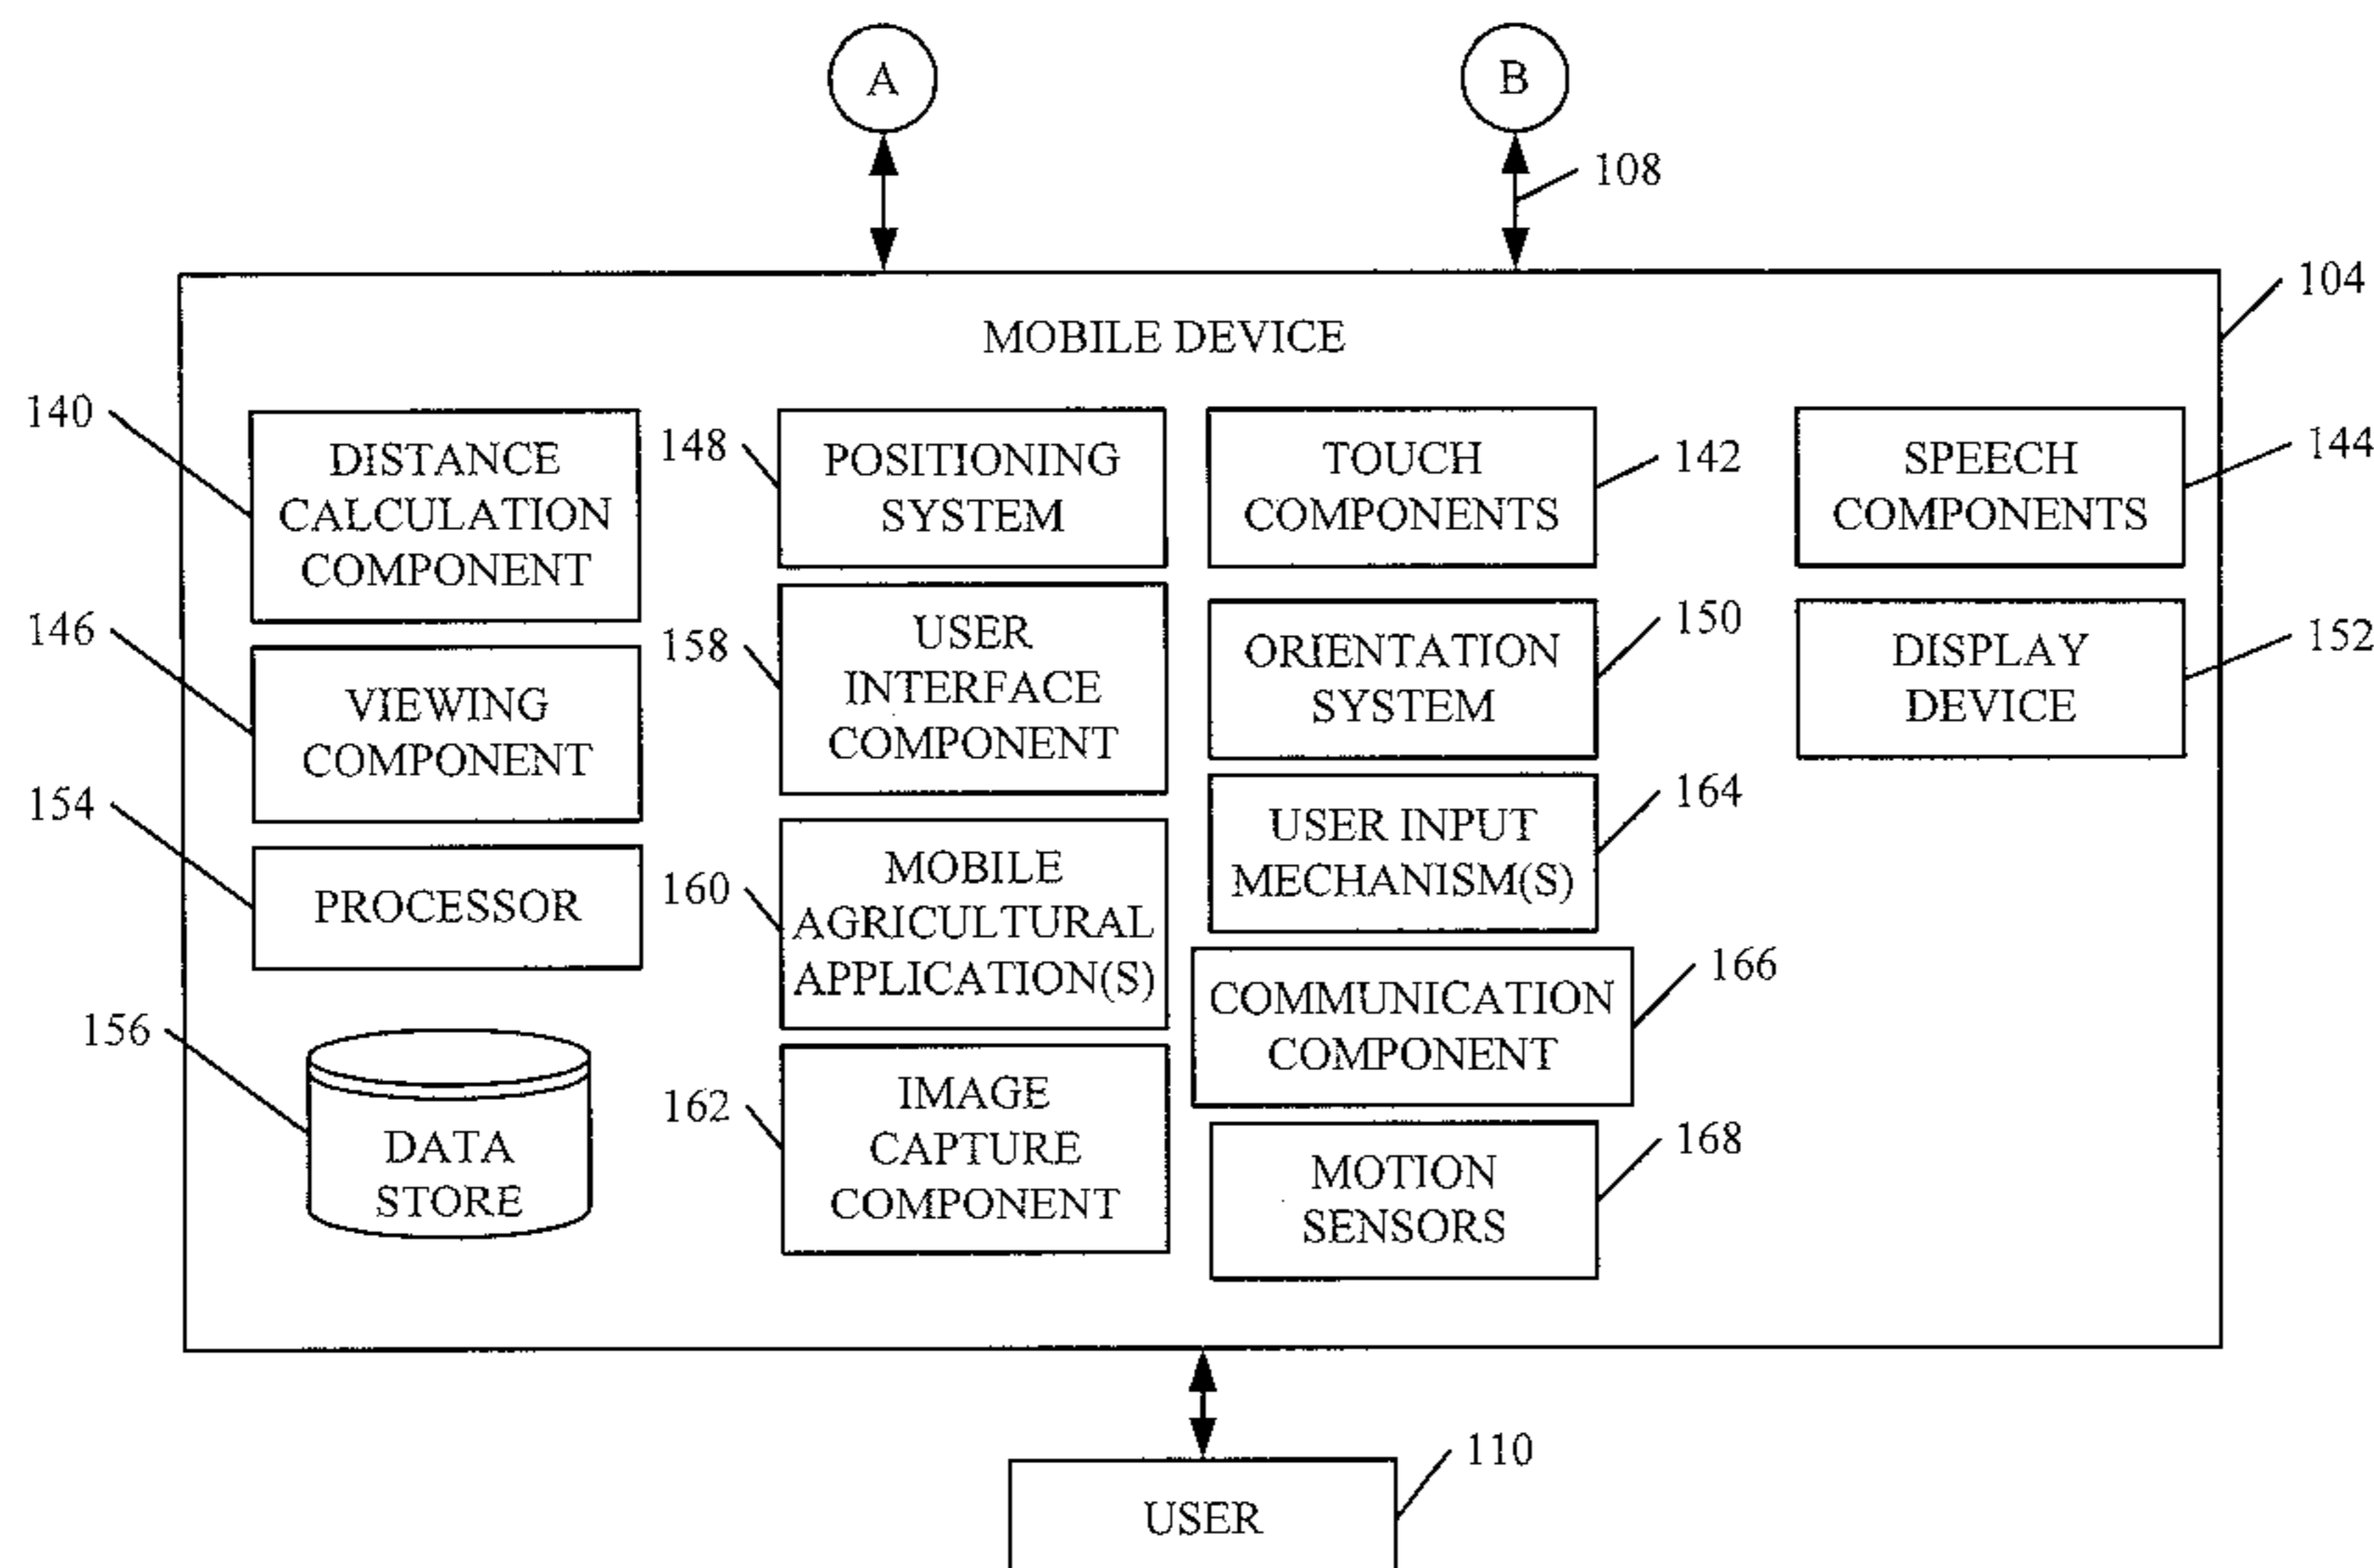 A
B
108
104
MOBILE DEVICE
140
DISTANCE
CALCULATION
COMPONENT
148
POSITIONING
SYSTEM
TOUCH
COMPONENTS
142
SPEECH
COMPONENTS
144
146
VIEWING
COMPONENT
158
USER
INTERFACE
COMPONENT
ORIENTATION
SYSTEM
150
DISPLAY
DEVICE
152
154
PROCESSOR
160
MOBILE
AGRICULTURAL
APPLICATION(S)
USER INPUT
MECHANISM(S)
164
COMMUNICATION
COMPONENT
166
156
DATA
STORE
162
IMAGE
CAPTURE
COMPONENT
MOTION
SENSORS
168
USER
110